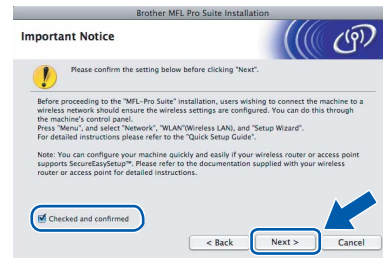 Brother MFL Pro Suite Installation
Important Notice
Please confirm the setting below before clicking "Next".
Before proceeding to the "MFL-Pro Suite" installation, users wishing to connect the machine to a
wireless network should ensure the wireless settings are configured. You can do this through
the machine's control panel.
Press "Menu", and select "Network", "WLAN"(Wireless LAN), and "Setup Wizard".
For detailed instructions please refer to the "Quick Setup Guide".
Note: You can configure your machine quickly and easily if your wireless router or access point
supports SecureEasySetup™. Please refer to the documentation supplied with your wireless
router or access point for detailed instructions.
Checked and confirmed
< Back Next > Cancel